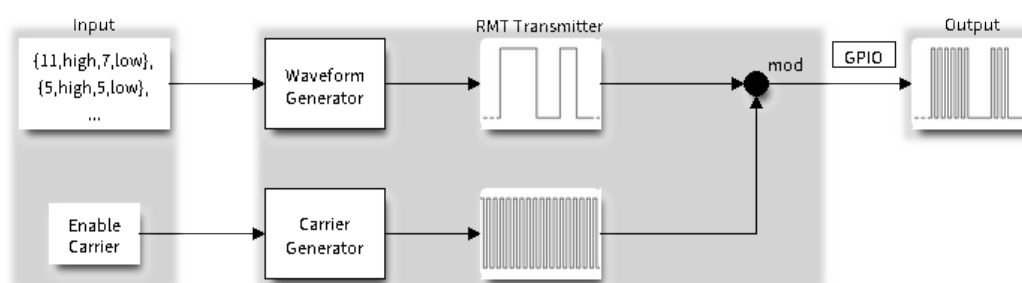 Input
RMT Transmitter
Output
{11,high,7,low},
{5,high,5,low},
...
Waveform
Generator
mod
GPIO
Enable
Carrier
Carrier
Generator